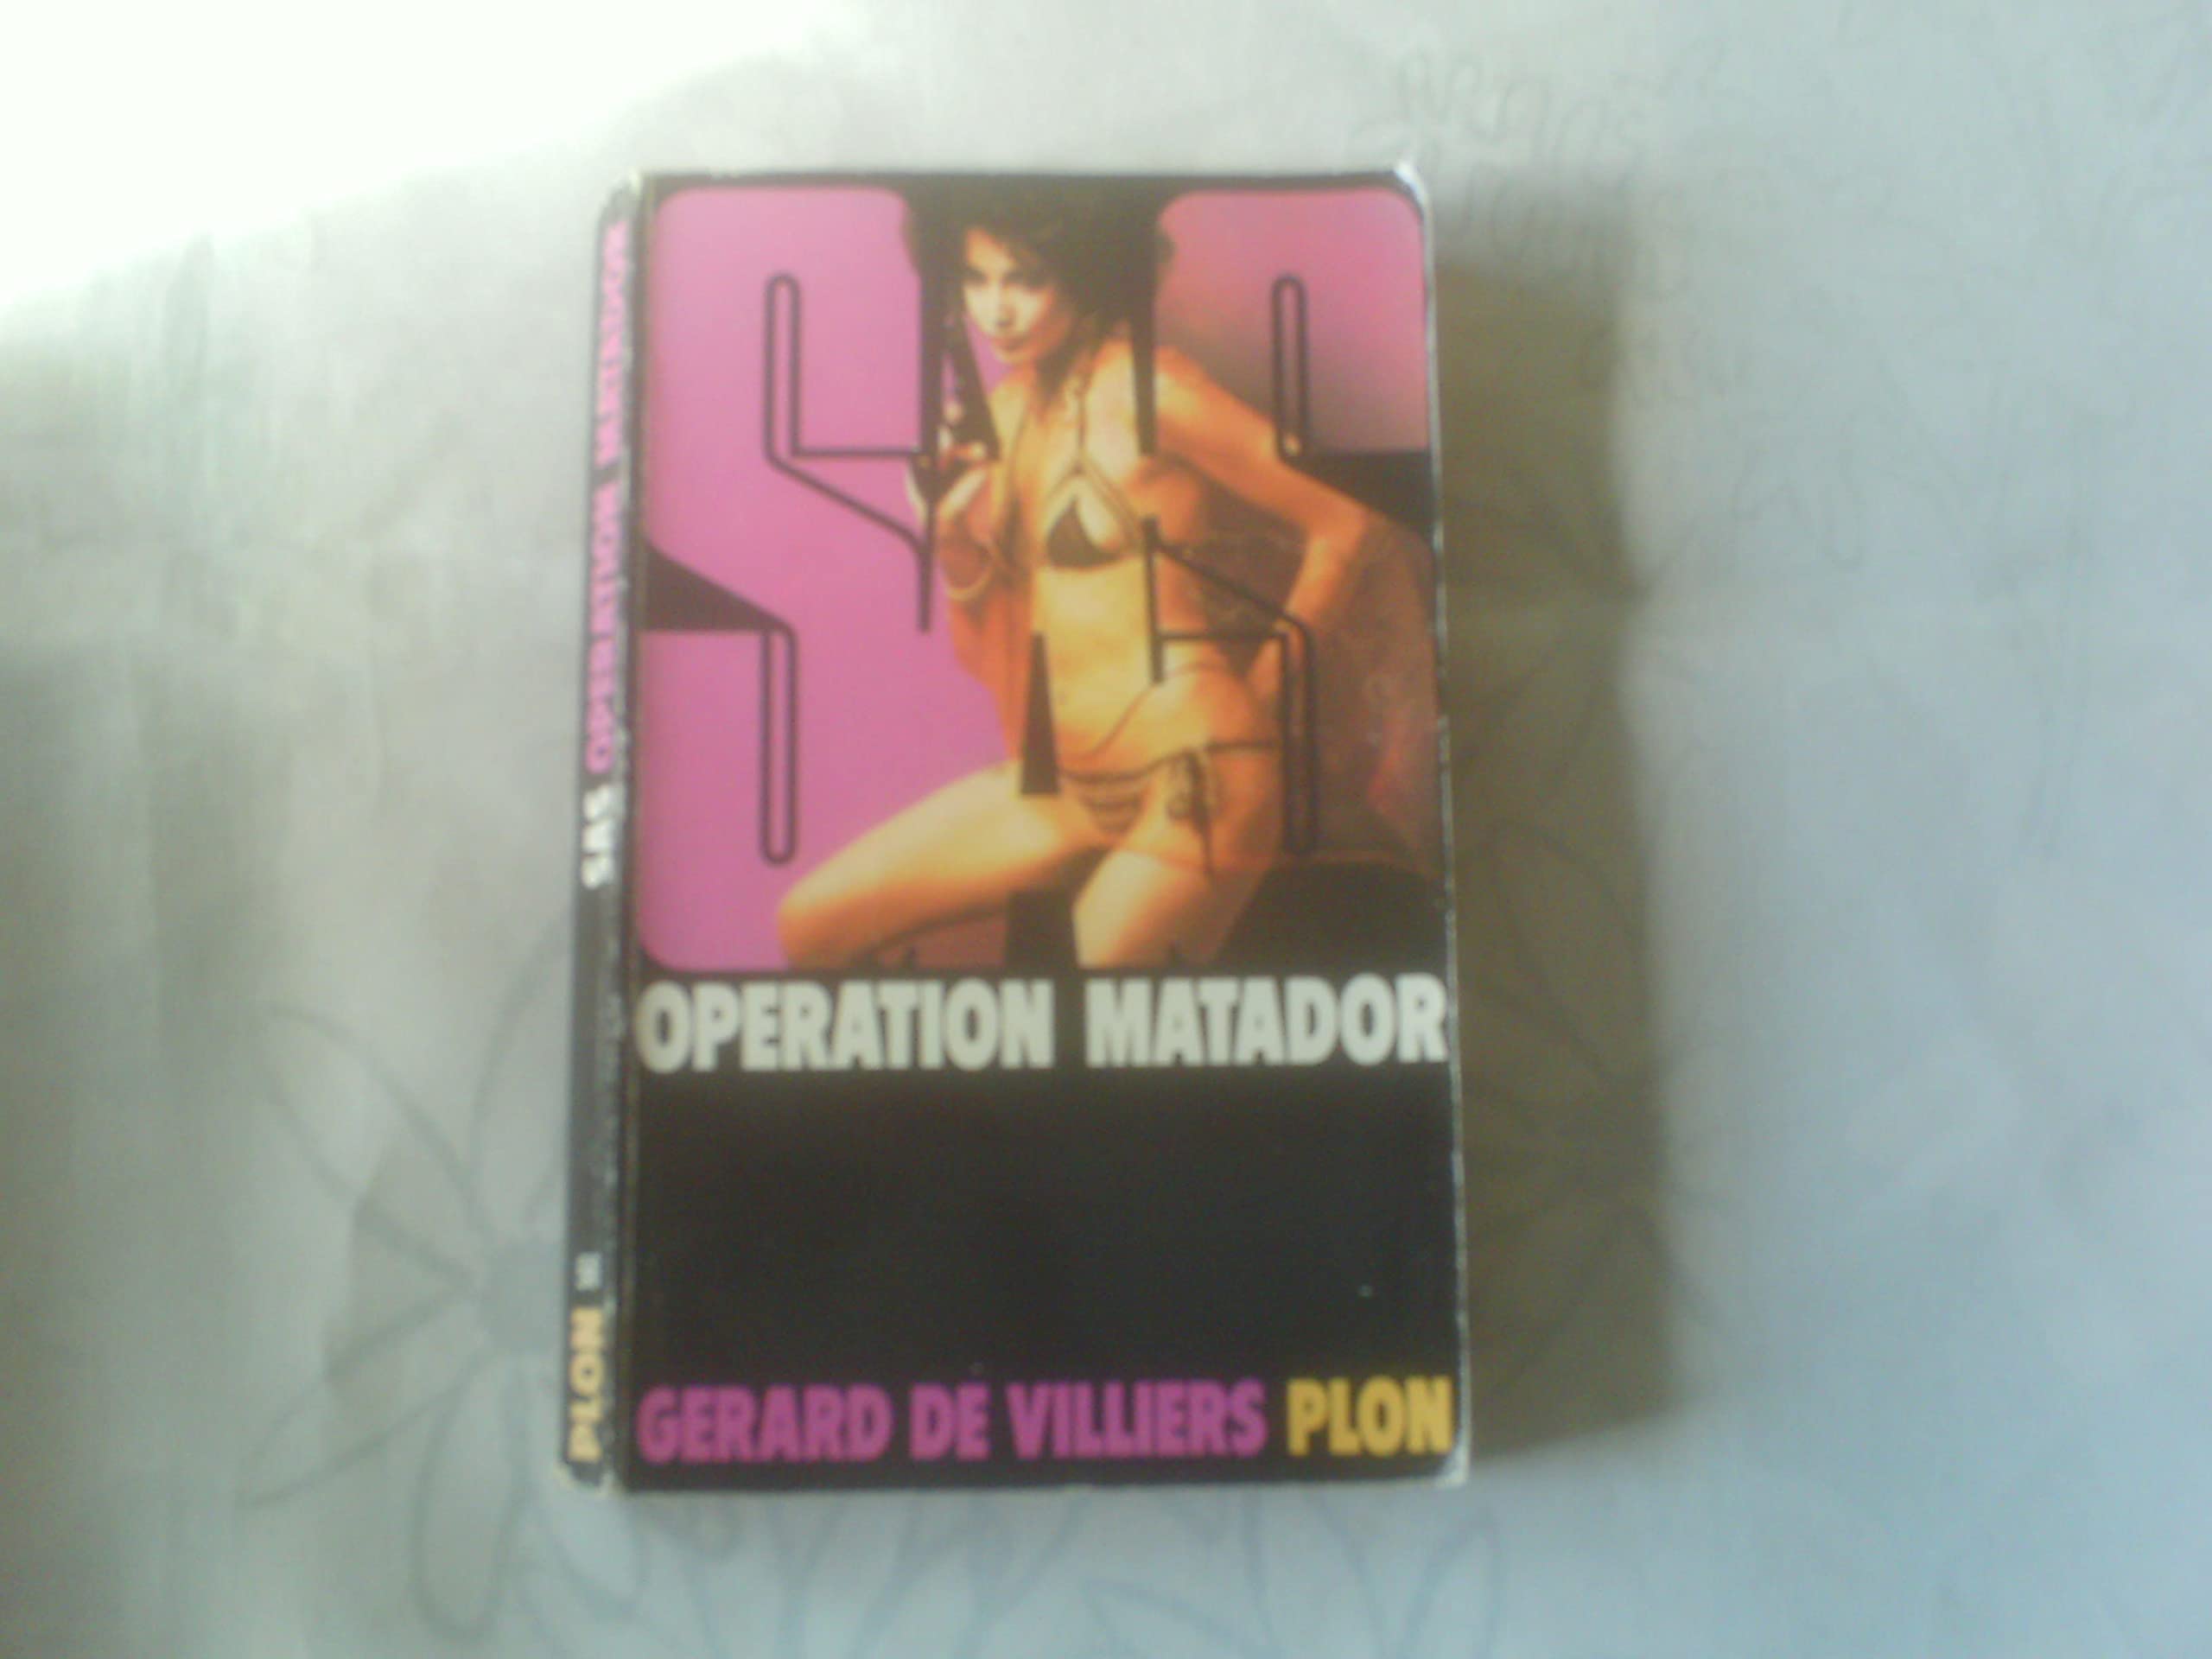 SAS
OPERATION MATADOR
GERARD DE VILLIERS PLON
SAS OPERATION MATADOR
PLON